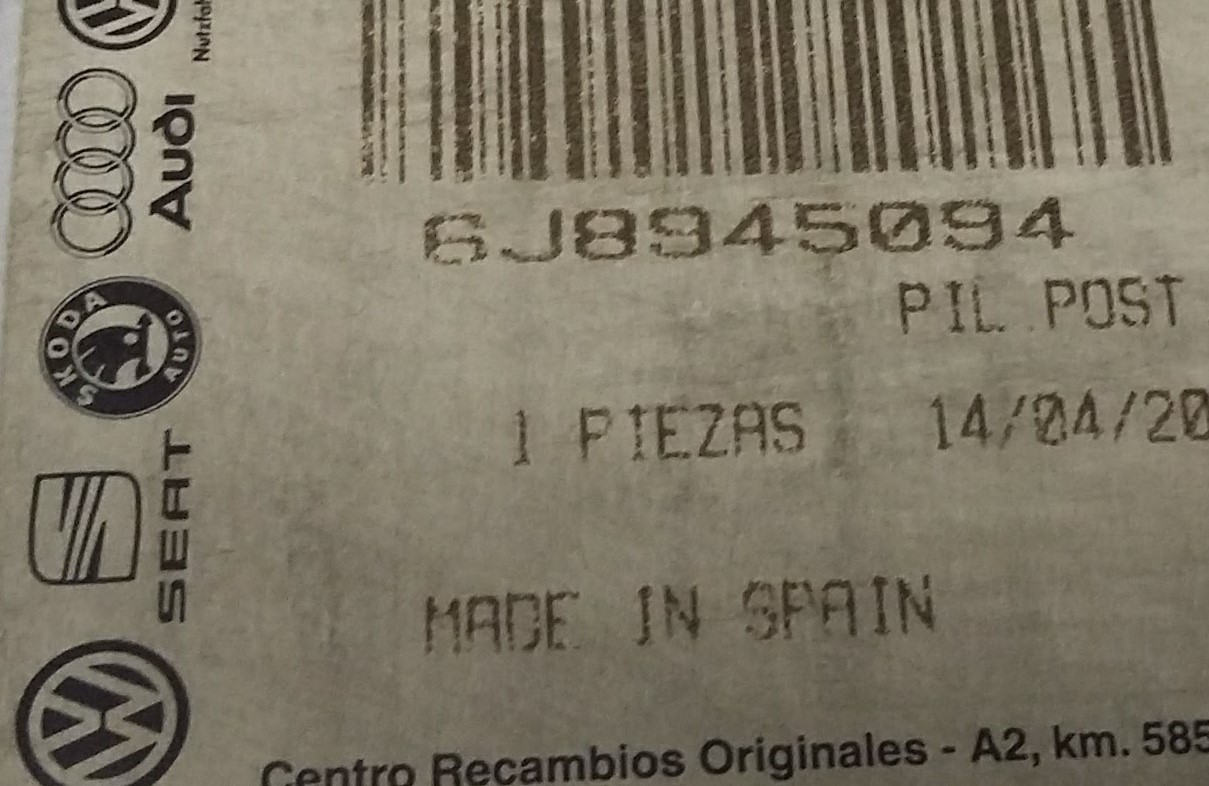 Audi
SKODA AUTO
SEAT
6J8945094
PIL. POST
1 PIEZAS 14/04/20
MADE IN SPAIN
Centro Recambios Originales - A2, km. 585